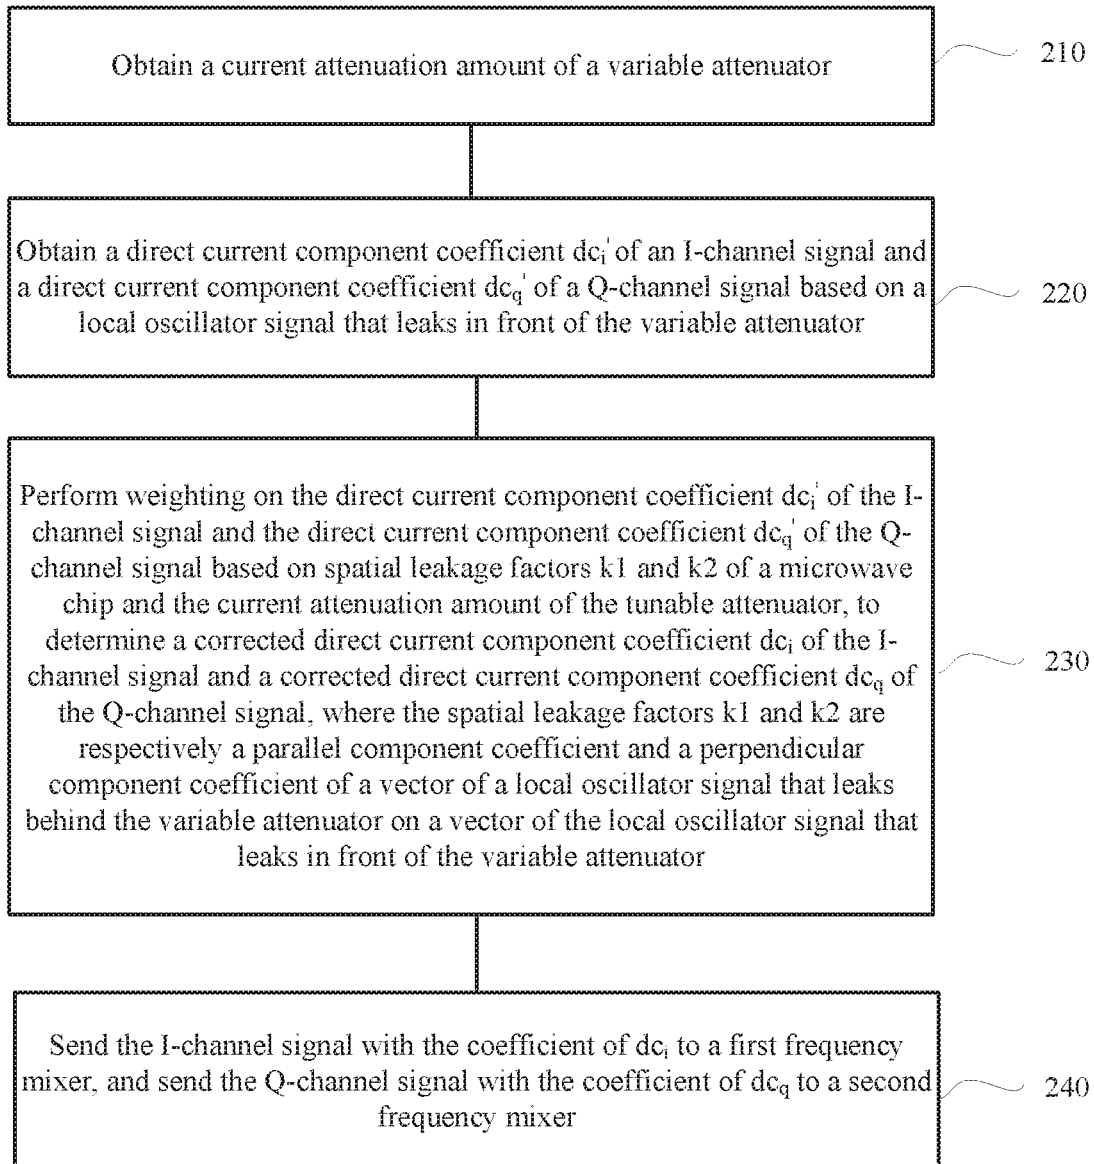 Obtain a current attenuation amount of a variable attenuator
210
Obtain a direct current component coefficient dcᵢ' of an I-channel signal and
a direct current component coefficient dc_q' of a Q-channel signal based on a
local oscillator signal that leaks in front of the variable attenuator
220
Perform weighting on the direct current component coefficient dcᵢ' of the I-
channel signal and the direct current component coefficient dc_q' of the Q-
channel signal based on spatial leakage factors k1 and k2 of a microwave
chip and the current attenuation amount of the tunable attenuator, to
determine a corrected direct current component coefficient dcᵢ of the I-
channel signal and a corrected direct current component coefficient dc_q of
the Q-channel signal, where the spatial leakage factors k1 and k2 are
respectively a parallel component coefficient and a perpendicular
component coefficient of a vector of a local oscillator signal that leaks
behind the variable attenuator on a vector of the local oscillator signal that
leaks in front of the variable attenuator
230
Send the I-channel signal with the coefficient of dcᵢ to a first frequency
mixer, and send the Q-channel signal with the coefficient of dc_q to a second
frequency mixer
240